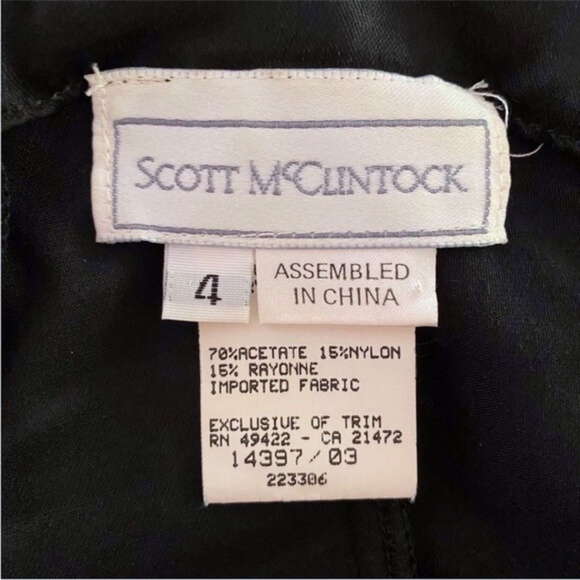 SCOTT MCCLINTOCK
4
ASSEMBLED
IN CHINA
70%ACETATE 15%NYLON
15% RAYONNE
IMPORTED FABRIC
EXCLUSIVE OF TRIM
RN 49422 - CA 21472
14397/03
223306